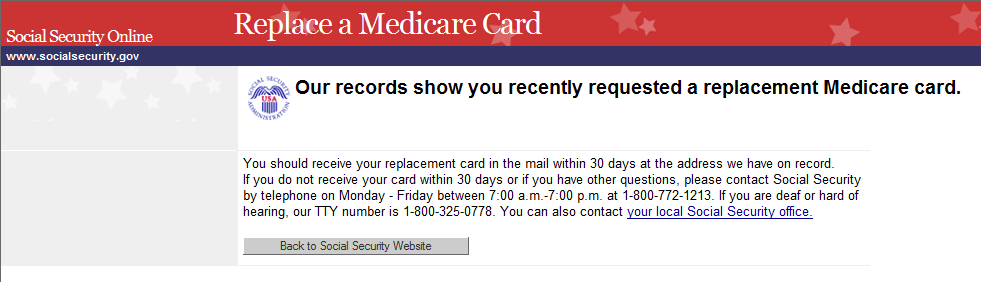 Social Security Online
Replace a Medicare Card
www.socialsecurity.gov
SOCIAL SECURITY
USA
ADMINISTRATION
Our records show you recently requested a replacement Medicare card.
You should receive your replacement card in the mail within 30 days at the address we have on record.
If you do not receive your card within 30 days or if you have other questions, please contact Social Security
by telephone on Monday - Friday between 7:00 a.m.-7:00 p.m. at 1-800-772-1213. If you are deaf or hard of
hearing, our TTY number is 1-800-325-0778. You can also contact your local Social Security office.
Back to Social Security Website